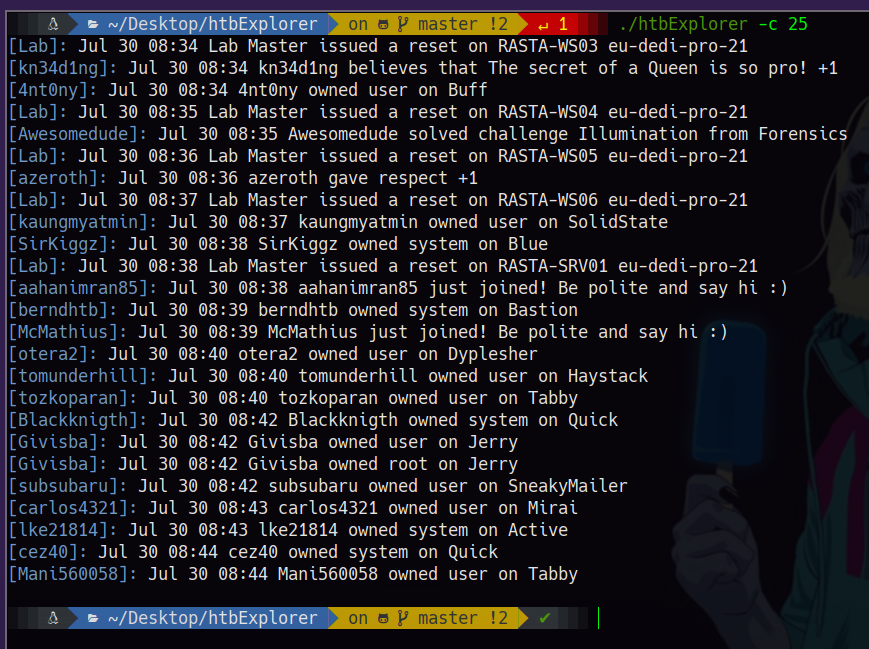 ~/Desktop/htbExplorer on master !2 ↵ 1 ./htbExplorer -c 25
[Lab]: Jul 30 08:34 Lab Master issued a reset on RASTA-WS03 eu-dedi-pro-21
[kn34d1ng]: Jul 30 08:34 kn34d1ng believes that The secret of a Queen is so pro! +1
[4nt0ny]: Jul 30 08:34 4nt0ny owned user on Buff
[Lab]: Jul 30 08:35 Lab Master issued a reset on RASTA-WS04 eu-dedi-pro-21
[Awesomedude]: Jul 30 08:35 Awesomedude solved challenge Illumination from Forensics
[Lab]: Jul 30 08:36 Lab Master issued a reset on RASTA-WS05 eu-dedi-pro-21
[azeroth]: Jul 30 08:36 azeroth gave respect +1
[Lab]: Jul 30 08:37 Lab Master issued a reset on RASTA-WS06 eu-dedi-pro-21
[kaungmyatmin]: Jul 30 08:37 kaungmyatmin owned user on SolidState
[SirKiggz]: Jul 30 08:38 SirKiggz owned system on Blue
[Lab]: Jul 30 08:38 Lab Master issued a reset on RASTA-SRV01 eu-dedi-pro-21
[aahanimran85]: Jul 30 08:38 aahanimran85 just joined! Be polite and say hi :)
[berndhtb]: Jul 30 08:39 berndhtb owned system on Bastion
[McMathius]: Jul 30 08:39 McMathius just joined! Be polite and say hi :)
[otera2]: Jul 30 08:40 otera2 owned user on Dyplesher
[tomunderhill]: Jul 30 08:40 tomunderhill owned user on Haystack
[tozkoparan]: Jul 30 08:40 tozkoparan owned user on Tabby
[Blackknigth]: Jul 30 08:42 Blackknigth owned system on Quick
[Givisba]: Jul 30 08:42 Givisba owned user on Jerry
[Givisba]: Jul 30 08:42 Givisba owned root on Jerry
[subsubaru]: Jul 30 08:42 subsubaru owned user on SneakyMailer
[carlos4321]: Jul 30 08:43 carlos4321 owned user on Mirai
[lke21814]: Jul 30 08:43 lke21814 owned system on Active
[cez40]: Jul 30 08:44 cez40 owned system on Quick
[Mani560058]: Jul 30 08:44 Mani560058 owned user on Tabby
~/Desktop/htbExplorer on master !2 ✔